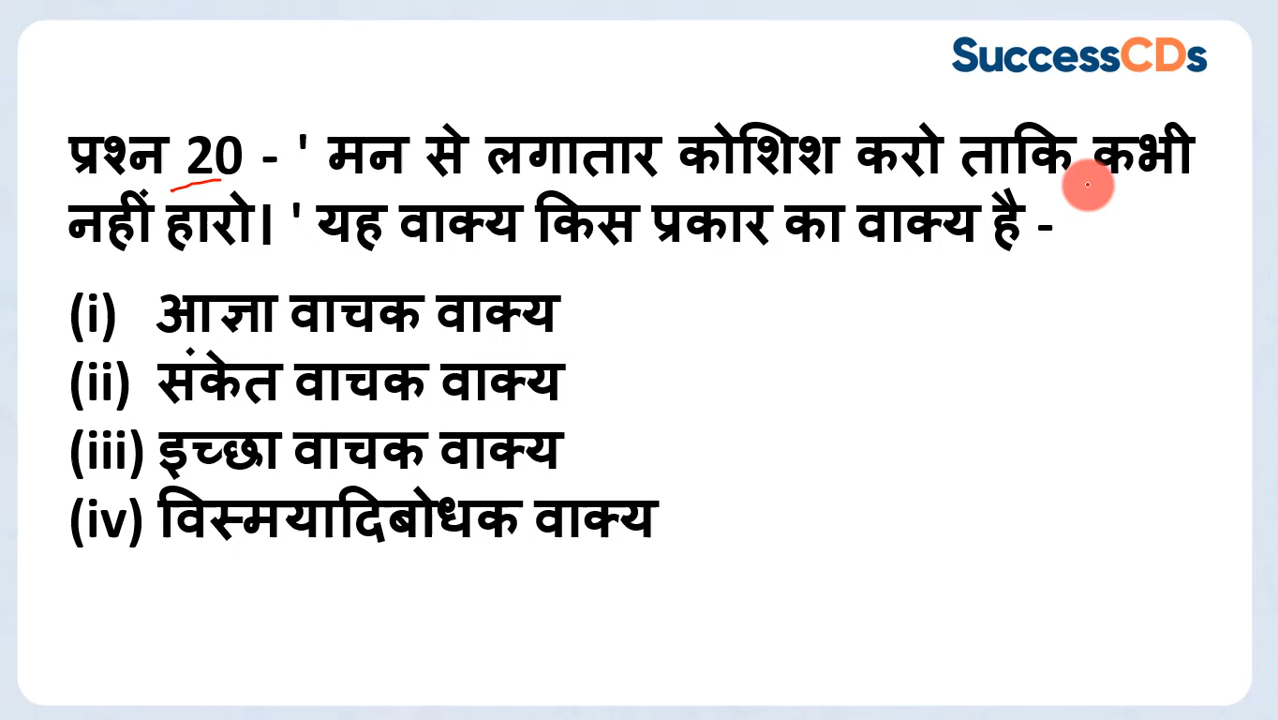 SuccessCDs
प्रश्न 20 - ' मन से लगातार कोशिश करो ताकि कभी
नहीं हारो। ' यह वाक्य किस प्रकार का वाक्य है -
(i) आज्ञा वाचक वाक्य
(ii) संकेत वाचक वाक्य
(iii) इच्छा वाचक वाक्य
(iv) विस्मयादिबोधक वाक्य